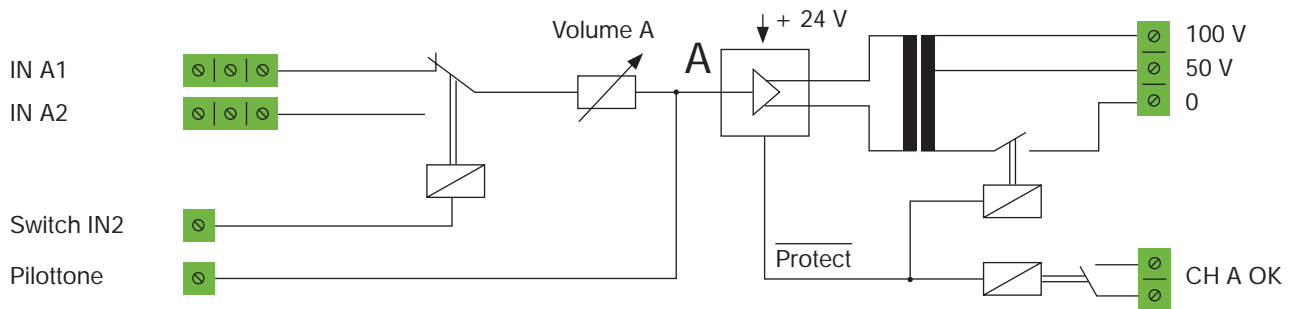 IN A1
IN A2
Switch IN2
Pilottone
Volume A
A
+ 24 V
Protect
100 V
50 V
0
CH A OK